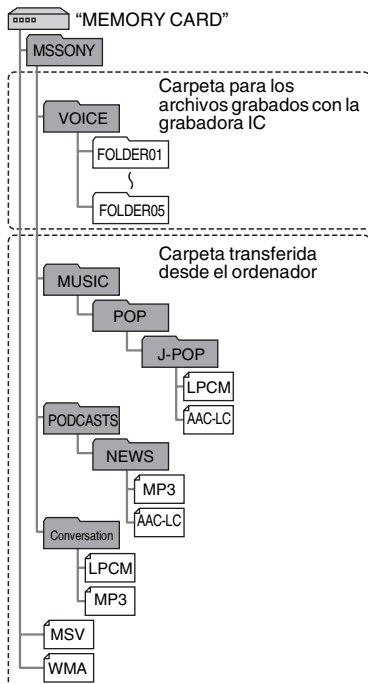 “MEMORY CARD”
MSSONY
Carpeta para los
archivos grabados con la
grabadora IC
VOICE
FOLDER01
FOLDER05
Carpeta transferida
desde el ordenador
MUSIC
POP
J-POP
LPCM
AAC-LC
PODCASTS
NEWS
MP3
AAC-LC
Conversation
LPCM
MP3
MSV
WMA